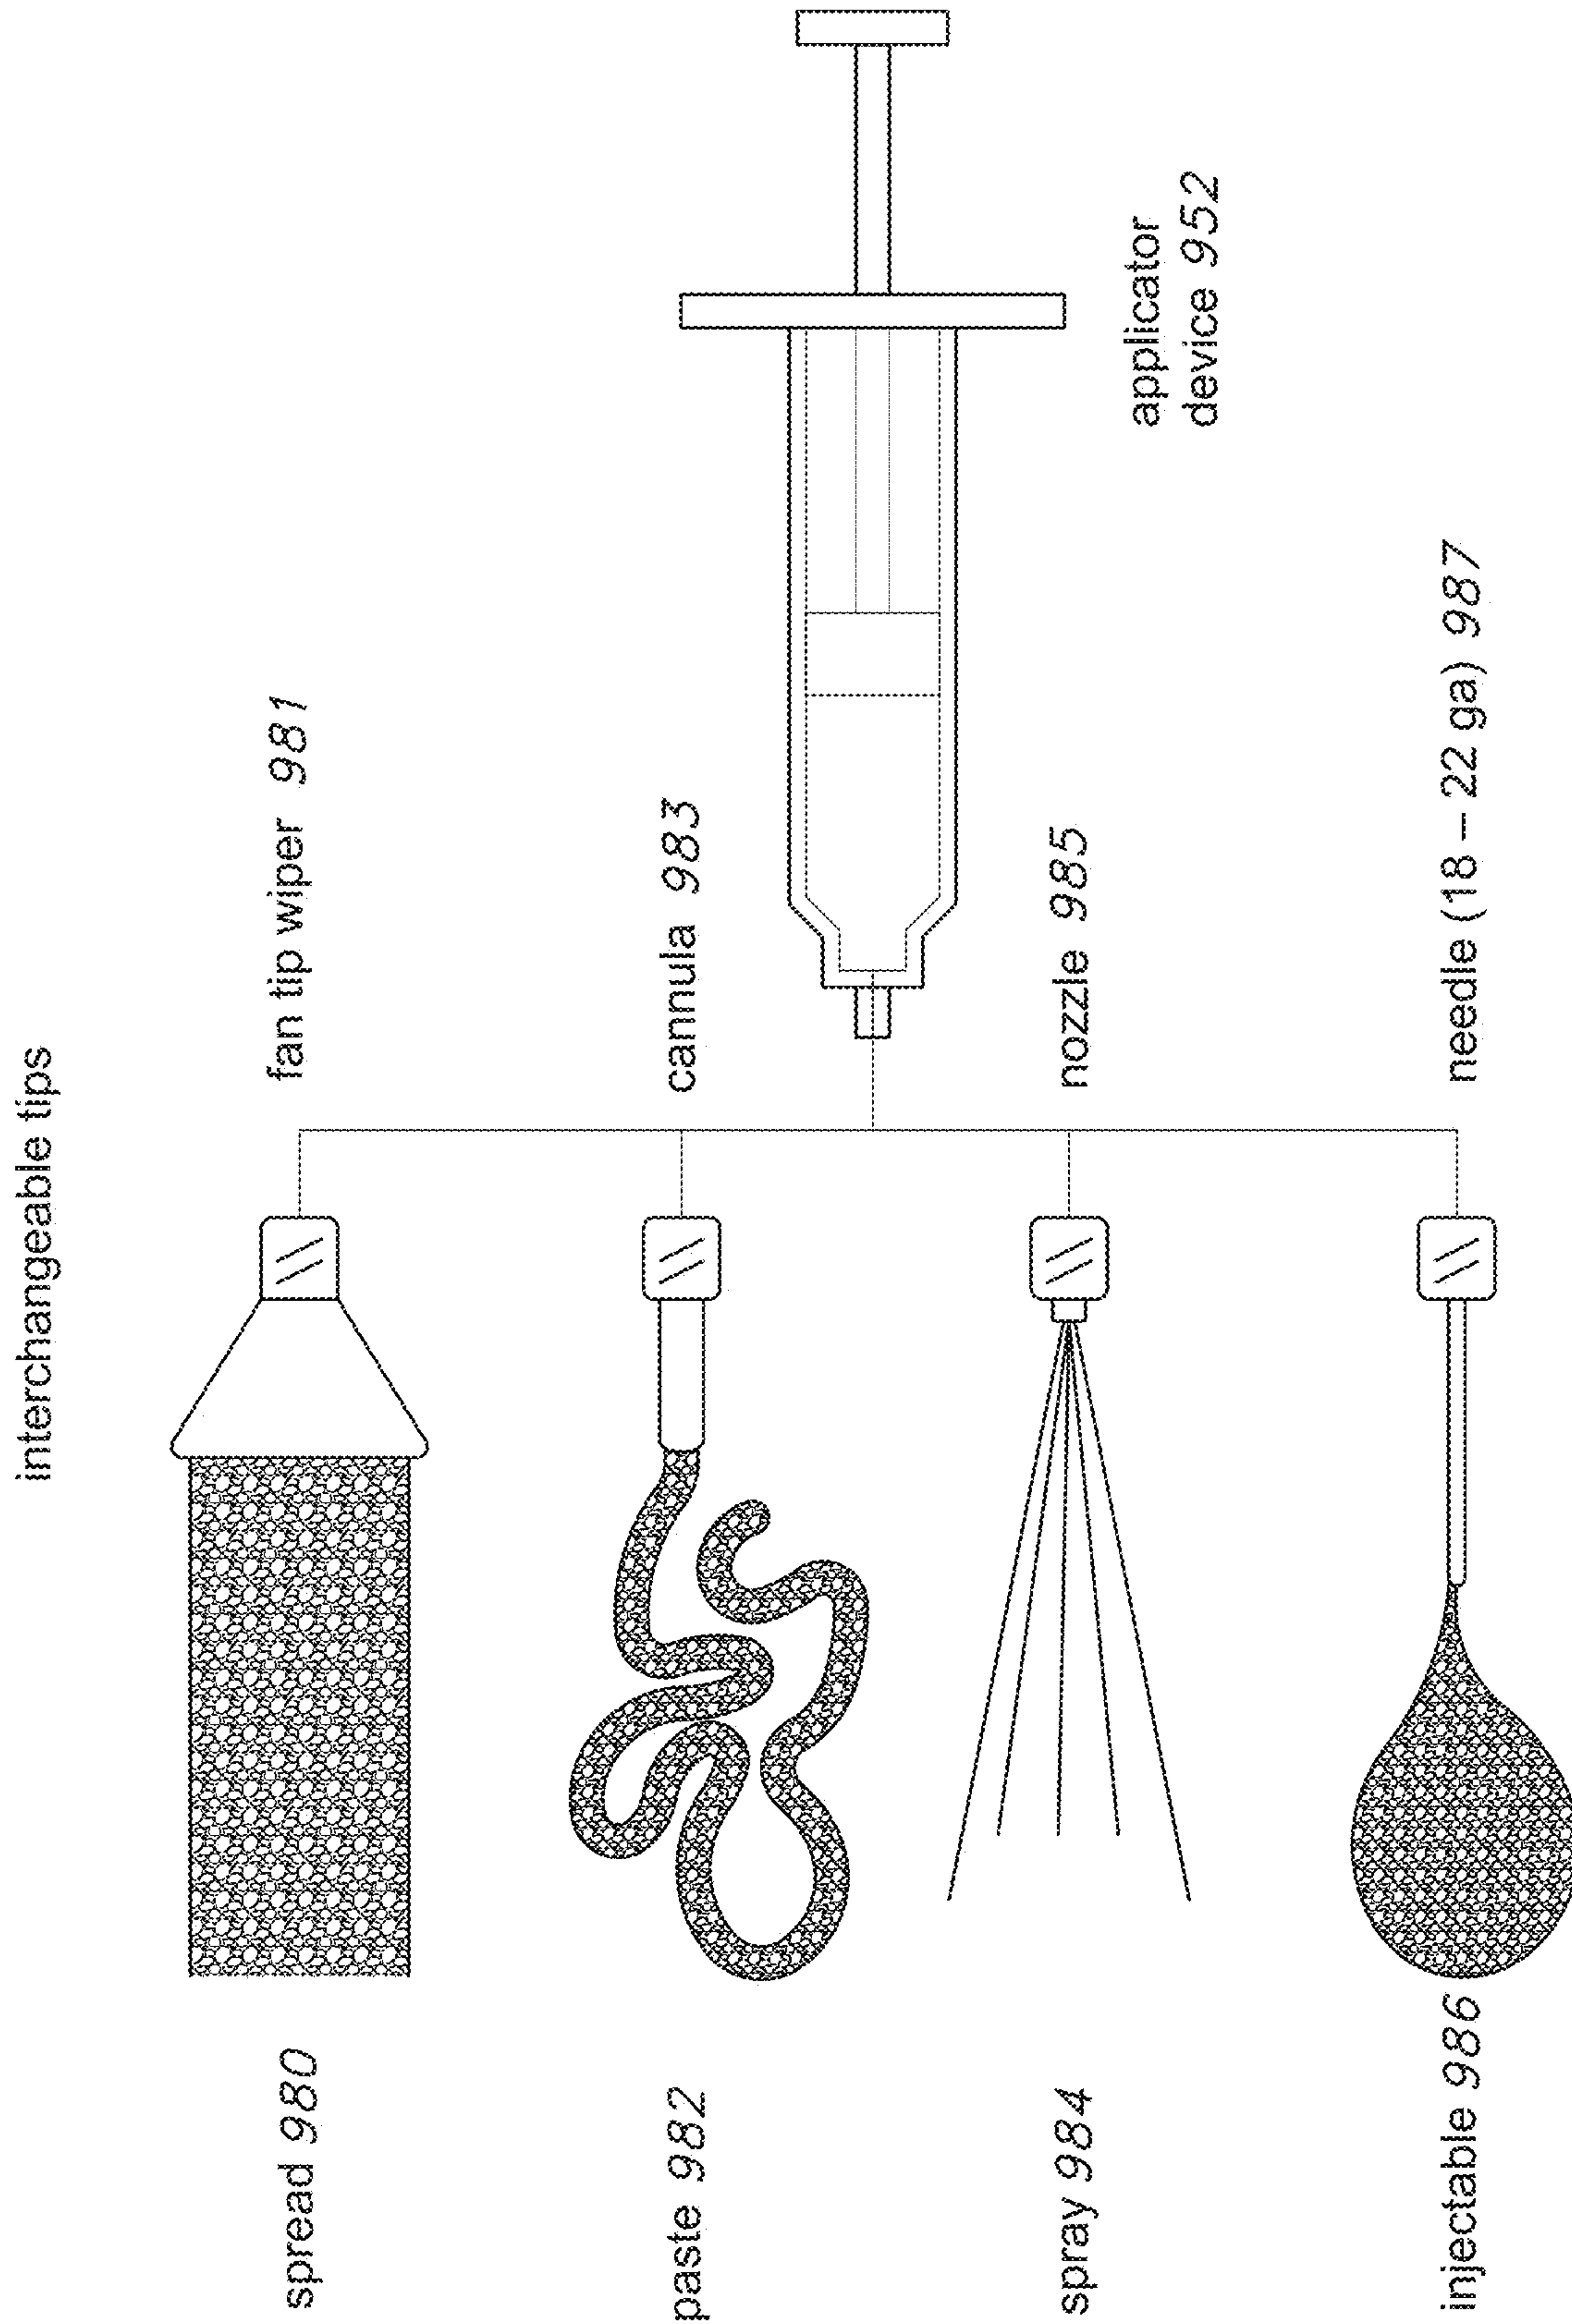 interchangeable tips
spread 980
fan tip wiper 981
paste 982
cannula 983
applicator
device 952
spray 984
nozzle 985
injectable 986
needle (18 – 22 ga) 987